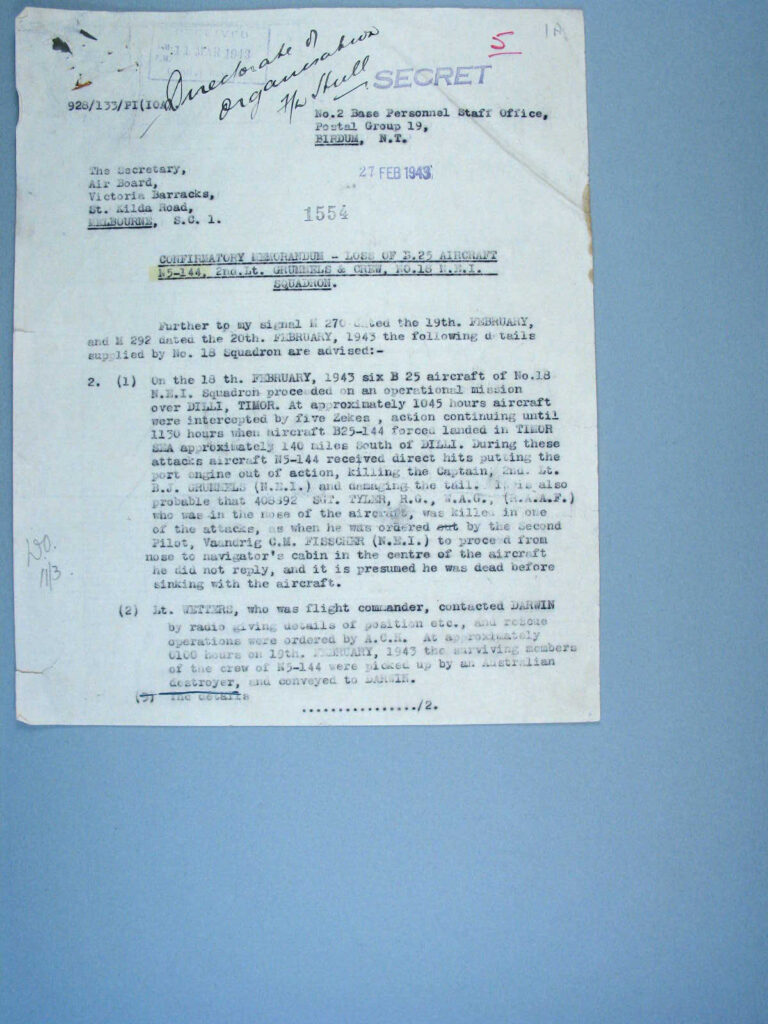 RECEIVED
5
1A
Directorate of
organisation
F/L Hull
SECRET
928/133/PI(IOA)
No.2 Base Personnel Staff Office,
Postal Group 19,
BIRDUM, N.T.
The Secretary,
Air Board,
Victoria Barracks,
St. Kilda Road,
MELBOURNE, S.C. 1.
27 FEB 1943
1554
CONFIRMATORY MEMORANDUM - LOSS OF B.25 AIRCRAFT
N5-144, 2nd.Lt. GRUMMELS & CREW, NO.18 N.E.I.
SQUADRON.
Further to my signal M 270 dated the 19th. FEBRUARY,
and M 292 dated the 20th. FEBRUARY, 1943 the following details
supplied by No. 18 Squadron are advised:-
2. (1) On the 18 th. FEBRUARY, 1943 six B 25 aircraft of No.18
N.E.I. Squadron proceeded on an operational mission
over DILLI, TIMOR. At approximately 1045 hours aircraft
were intercepted by five Zekes , action continuing until
1130 hours when aircraft B25-144 forced landed in TIMOR
SEA approximately 140 miles South of DILLI. During these
attacks aircraft N5-144 received direct hits putting the
port engine out of action, killing the Captain, 2nd. Lt.
B.J. GRUMMELS (N.E.I.) and damaging the tail. It is also
probable that 408392 SGT. TYLER, R.G., W.A.G., (R.A.A.F.)
who was in the nose of the aircraft, was killed in one
of the attacks, as when he was ordered out by the Second
Pilot, Vaandrig C.M. FISSCHER (N.E.I.) to proceed from
nose to navigator's cabin in the centre of the aircraft
he did not reply, and it is presumed he was dead before
sinking with the aircraft.
11/3
(2) Lt. WETTERS, who was flight commander, contacted DARWIN
by radio giving details of position etc., and rescue
operations were ordered by A.C.H. At approximately
0100 hours on 19th. FEBRUARY, 1943 the surviving members
of the crew of N5-144 were picked up by an Australian
destroyer, and conveyed to DARWIN.
(3) The details
................/2.